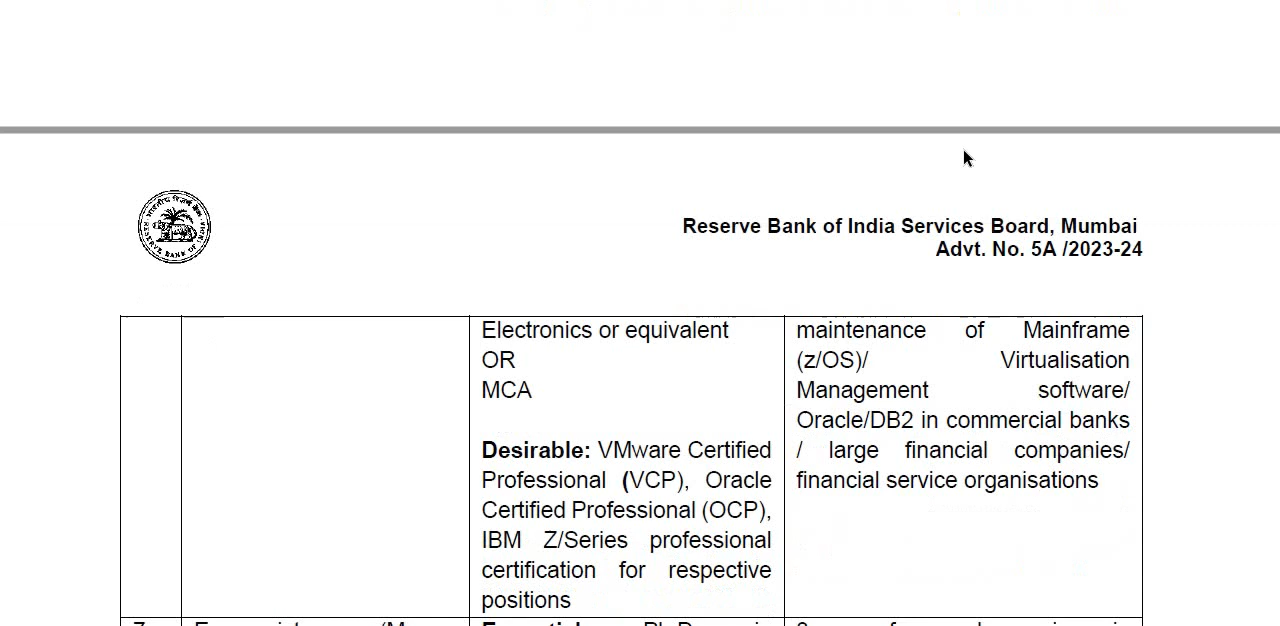 Reserve Bank of India Services Board, Mumbai
Advt. No. 5A /2023-24
Electronics or equivalent
OR
MCA
Desirable: VMware Certified
Professional (VCP), Oracle
Certified Professional (OCP),
IBM Z/Series professional
certification for respective
positions
maintenance of Mainframe
(z/OS)/ Virtualisation
Management software/
Oracle/DB2 in commercial banks
/ large financial companies/
financial service organisations